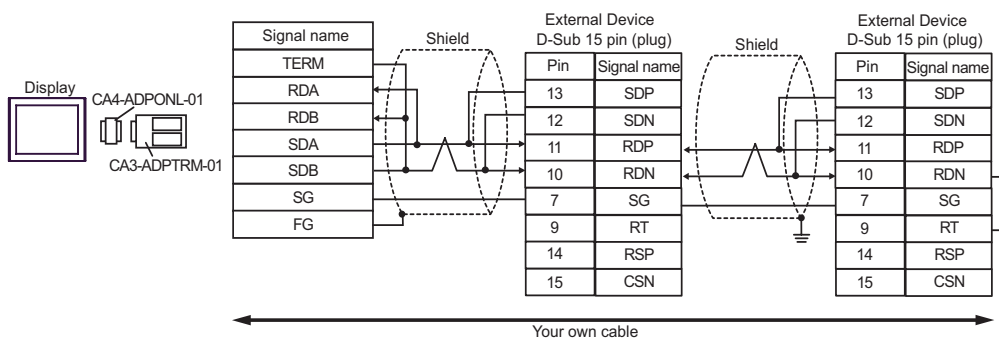 Display
CA4-ADPONL-01
CA3-ADPTRM-01
Signal name
TERM
RDA
RDB
SDA
SDB
SG
FG
Shield
External Device
D-Sub 15 pin (plug)
Pin Signal name
13 SDP
12 SDN
11 RDP
10 RDN
7 SG
9 RT
14 RSP
15 CSN
Shield
External Device
D-Sub 15 pin (plug)
Pin Signal name
13 SDP
12 SDN
11 RDP
10 RDN
7 SG
9 RT
14 RSP
15 CSN
Your own cable